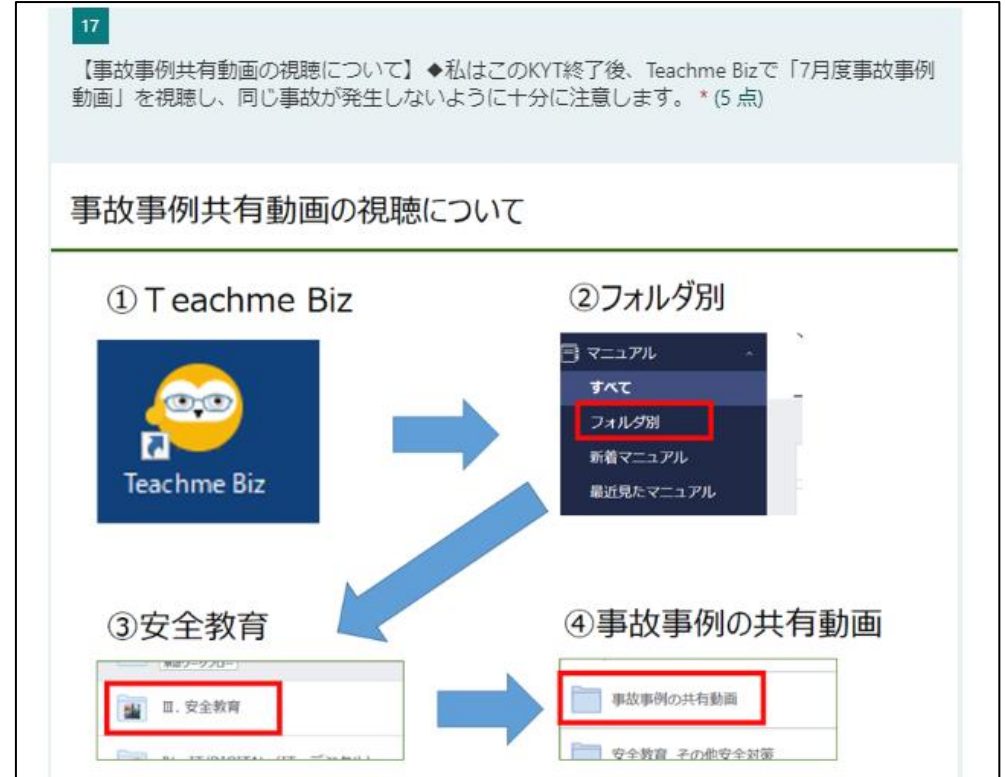 17
【事故事例共有動画の視聴について】◆私はこのKYT終了後、Teachme Bizで「7月度事故事例
動画」を視聴し、同じ事故が発生しないように十分に注意します。 * (5 点)
事故事例共有動画の視聴について
①Teachme Biz
②フォルダ別
Teachme Biz
マニュアル
すべて
フォルダ別
新着マニュアル
最近見たマニュアル
③安全教育
④事故事例の共有動画
Ⅲ. 安全教育
事故事例の共有動画
安全教育 その他安全対策